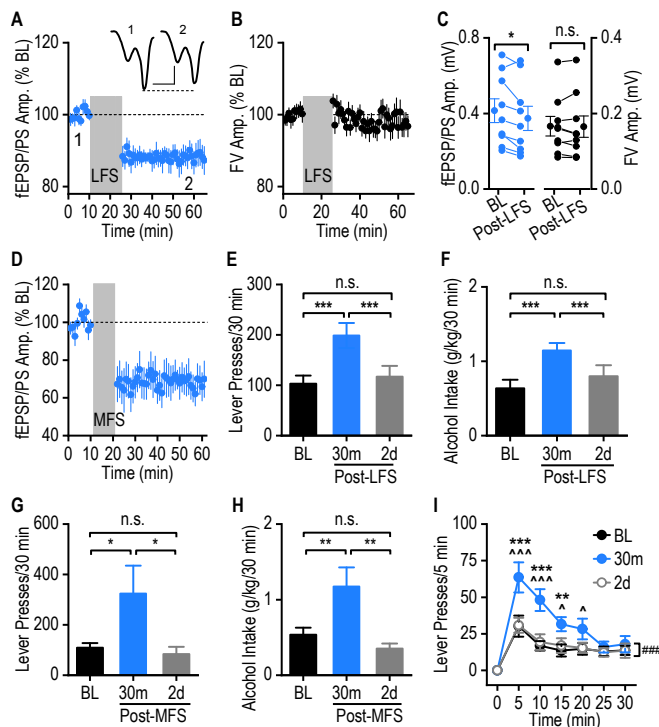 A
fEPSP/PS Amp. (% BL)
120
100
80
1
2
1
2
LFS
0 10 20 30 40 50 60
Time (min)
B
FV Amp. (% BL)
120
100
80
LFS
0 10 20 30 40 50 60
Time (min)
C
fEPSP/PS Amp. (mV)
0.8
0.4
0.0
*
n.s.
0.4
0.2
0.0
FV Amp. (mV)
BL
Post-LFS
BL
Post-LFS
D
fEPSP/PS Amp. (% BL)
120
100
80
60
40
MFS
0 10 20 30 40 50 60
Time (min)
E
Lever Presses/30 min
300
200
100
0
n.s.
*** ***
BL 30m 2d
Post-LFS
F
Alcohol Intake (g/kg/30 min)
2
1
0
n.s.
*** ***
BL 30m 2d
Post-LFS
G
Lever Presses/30 min
600
400
200
0
n.s.
* *
BL 30m 2d
Post-MFS
H
Alcohol Intake (g/kg/30 min)
2
1
0
n.s.
** **
BL 30m 2d
Post-MFS
I
Lever Presses/5 min
100
75
50
25
0
BL
30m
2d
***
^^^
***
^^^
**
^
^
###
0 5 10 15 20 25 30
Time (min)